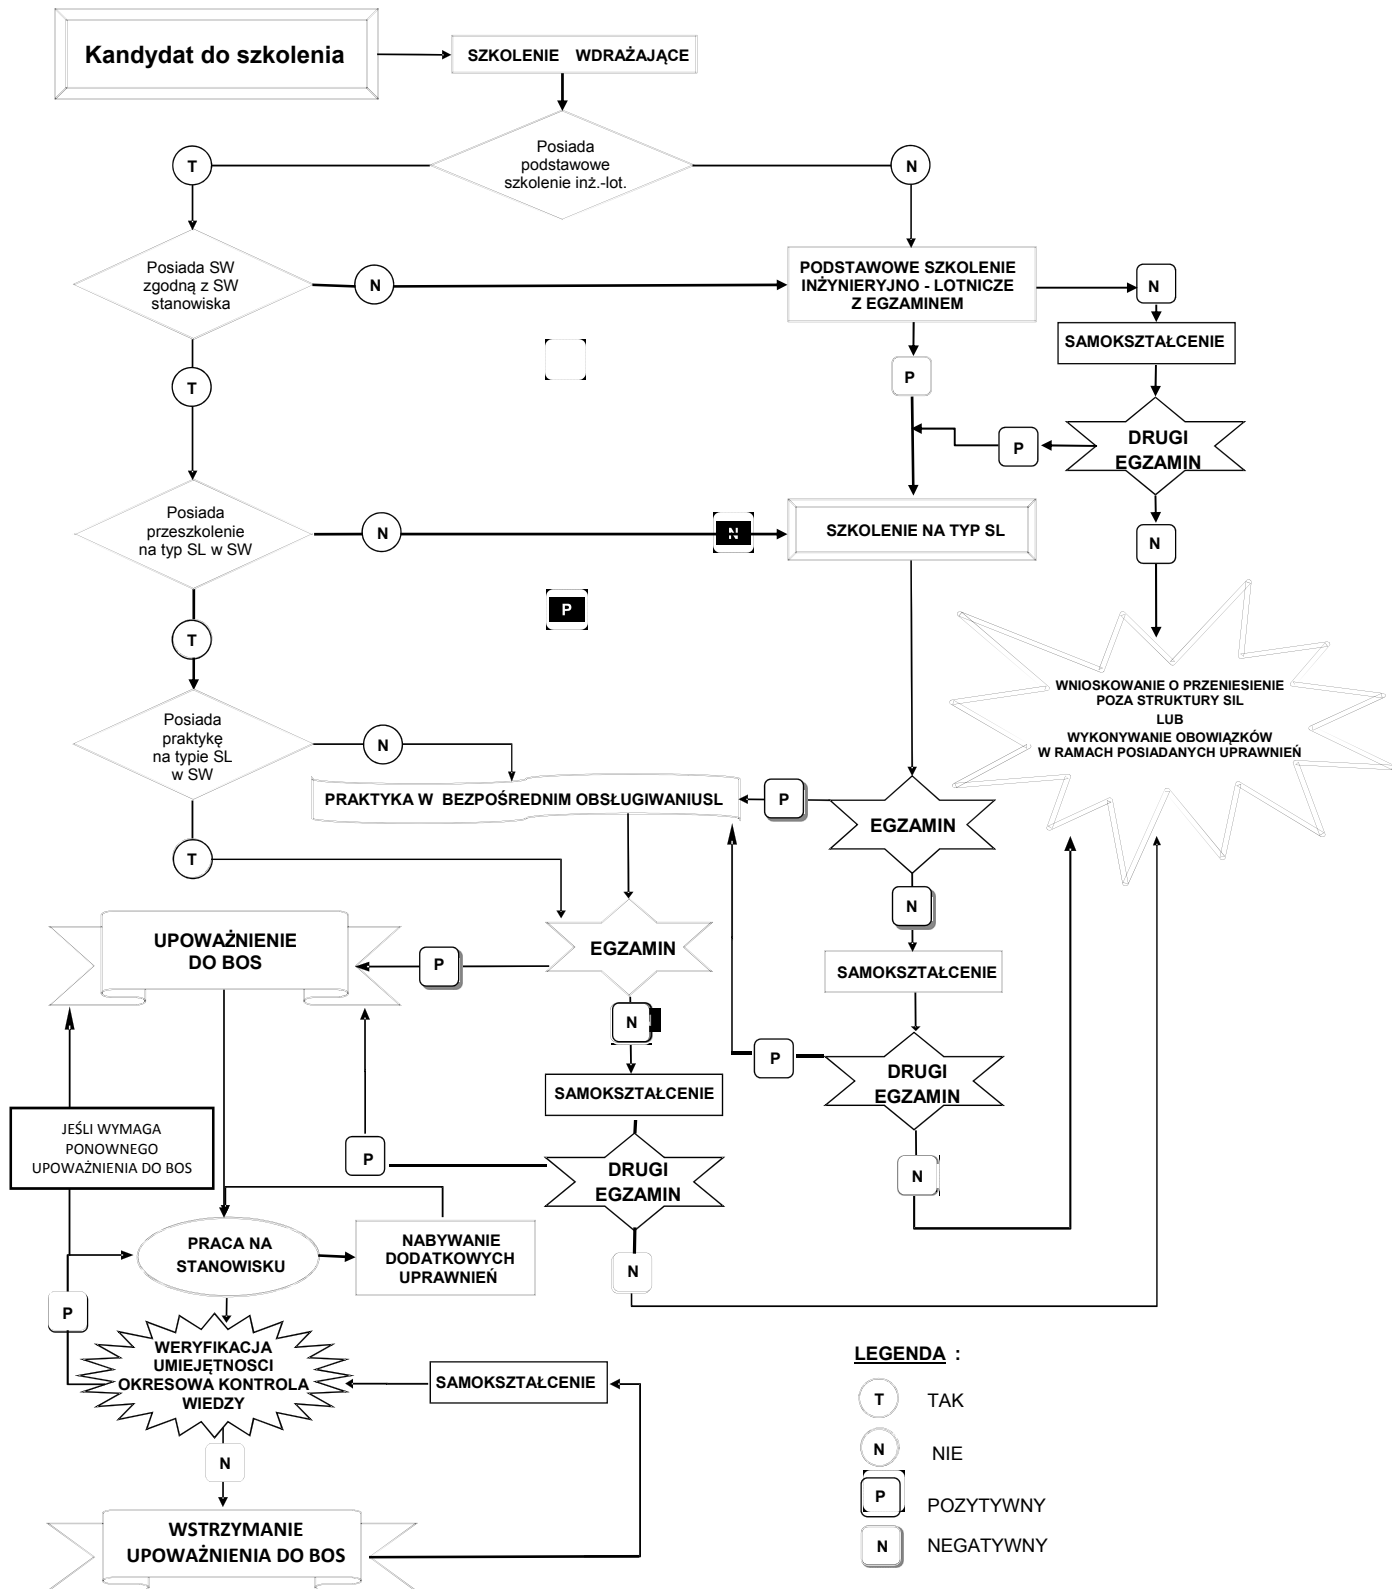 Kandydat do szkolenia
SZKOLENIE WDRAŻAJĄCE
Posiada
podstawowe
szkolenie inż.-lot.
T
N
Posiada SW
zgodną z SW
stanowiska
N
PODSTAWOWE SZKOLENIE
INŻYNIERYJNO - LOTNICZE
Z EGZAMINEM
N
SAMOKSZTAŁCENIE
T
P
DRUGI
EGZAMIN
P
Posiada
przeszkolenie
na typ SL w SW
N
N
SZKOLENIE NA TYP SL
N
P
T
WNIOSKOWANIE O PRZENIESIENIE
POZA STRUKTURY SIL
LUB
WYKONYWANIE OBOWIĄZKÓW
W RAMACH POSIADANYCH UPRAWNIEŃ
Posiada
praktykę
na typie SL
w SW
N
PRAKTYKA W BEZPOŚREDNIM OBSŁUGIWANIUSL
P
EGZAMIN
T
N
UPOWAŻNIENIE
DO BOS
P
EGZAMIN
SAMOKSZTAŁCENIE
N
P
DRUGI
EGZAMIN
SAMOKSZTAŁCENIE
JEŚLI WYMAGA
PONOWNEGO
UPOWAŻNIENIA DO BOS
P
DRUGI
EGZAMIN
N
PRACA NA
STANOWISKU
NABYWANIE
DODATKOWYCH
UPRAWNIEŃ
N
P
WERYFIKACJA
UMIEJĘTNOSCI
OKRESOWA KONTROLA
WIEDZY
SAMOKSZTAŁCENIE
N
WSTRZYMANIE
UPOWAŻNIENIA DO BOS
LEGENDA :
T TAK
N NIE
P POZYTYWNY
N NEGATYWNY